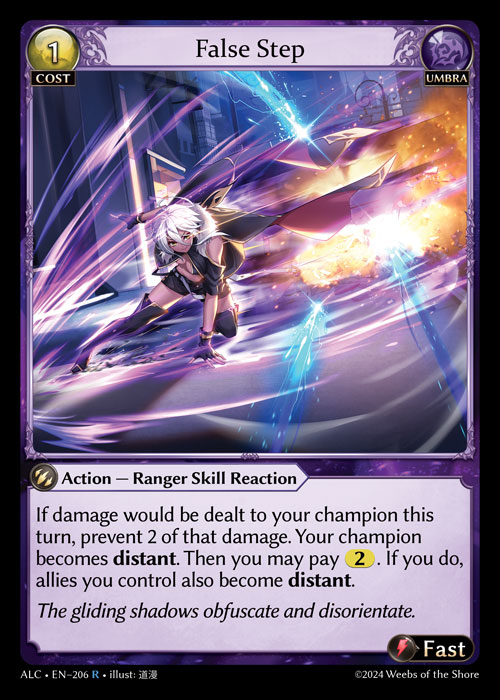 1
False Step
COST
UMBRA
Action — Ranger Skill Reaction
If damage would be dealt to your champion this
turn, prevent 2 of that damage. Your champion
becomes distant. Then you may pay 2. If you do,
allies you control also become distant.
The gliding shadows obfuscate and disorientate.
Fast
ALC • EN–206 R • illust: 道漫
©2024 Weebs of the Shore